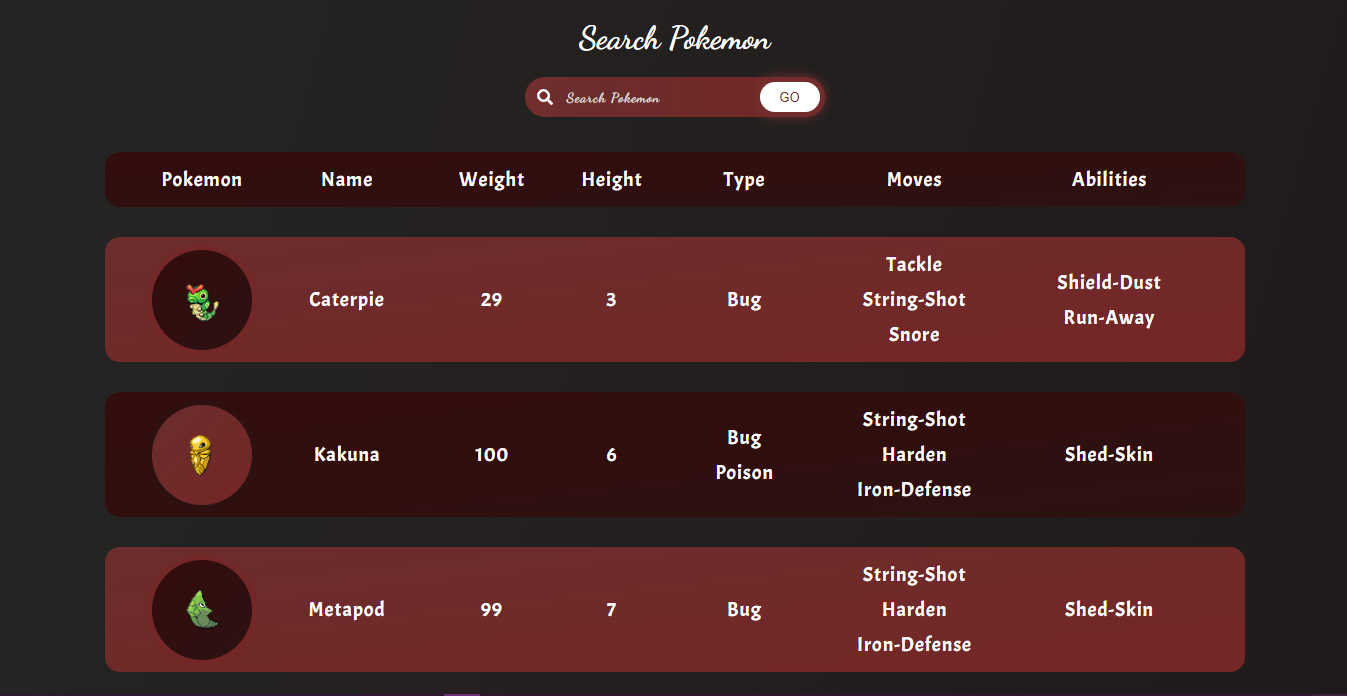 Search Pokemon
Search Pokemon GO
Pokemon Name Weight Height Type Moves Abilities
Caterpie 29 3 Bug
Tackle
String-Shot
Snore
Shield-Dust
Run-Away
Kakuna 100 6
Bug
Poison
String-Shot
Harden
Iron-Defense
Shed-Skin
Metapod 99 7 Bug
String-Shot
Harden
Iron-Defense
Shed-Skin